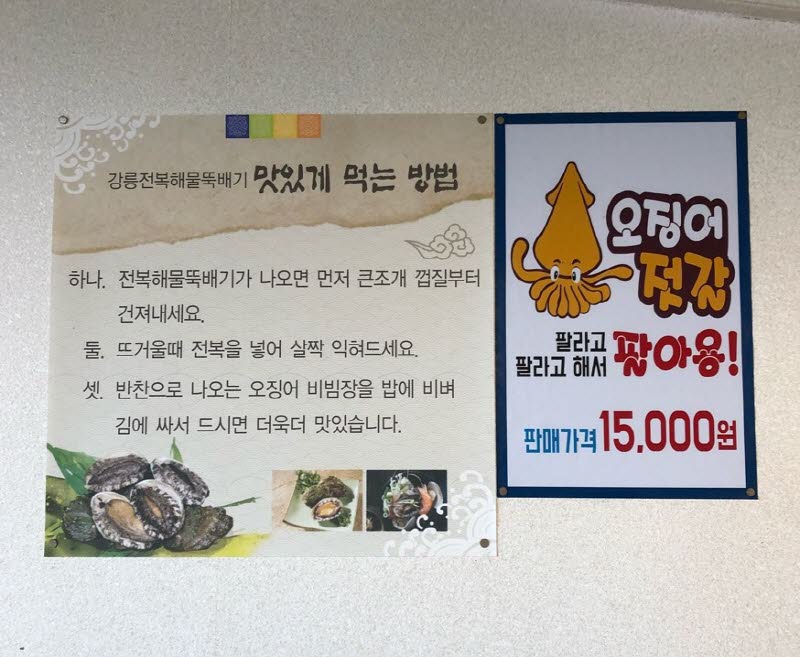 강릉전복해물뚝배기 맛있게 먹는 방법
하나. 전복해물뚝배기가 나오면 먼저 큰조개 껍질부터
건져내세요.
둘. 뜨거울때 전복을 넣어 살짝 익혀드세요.
셋. 반찬으로 나오는 오징어 비빔장을 밥에 비벼
김에 싸서 드시면 더욱더 맛있습니다.
오징어
젓갈
팔라고
팔라고 해서 팔아용!
판매가격 15,000원